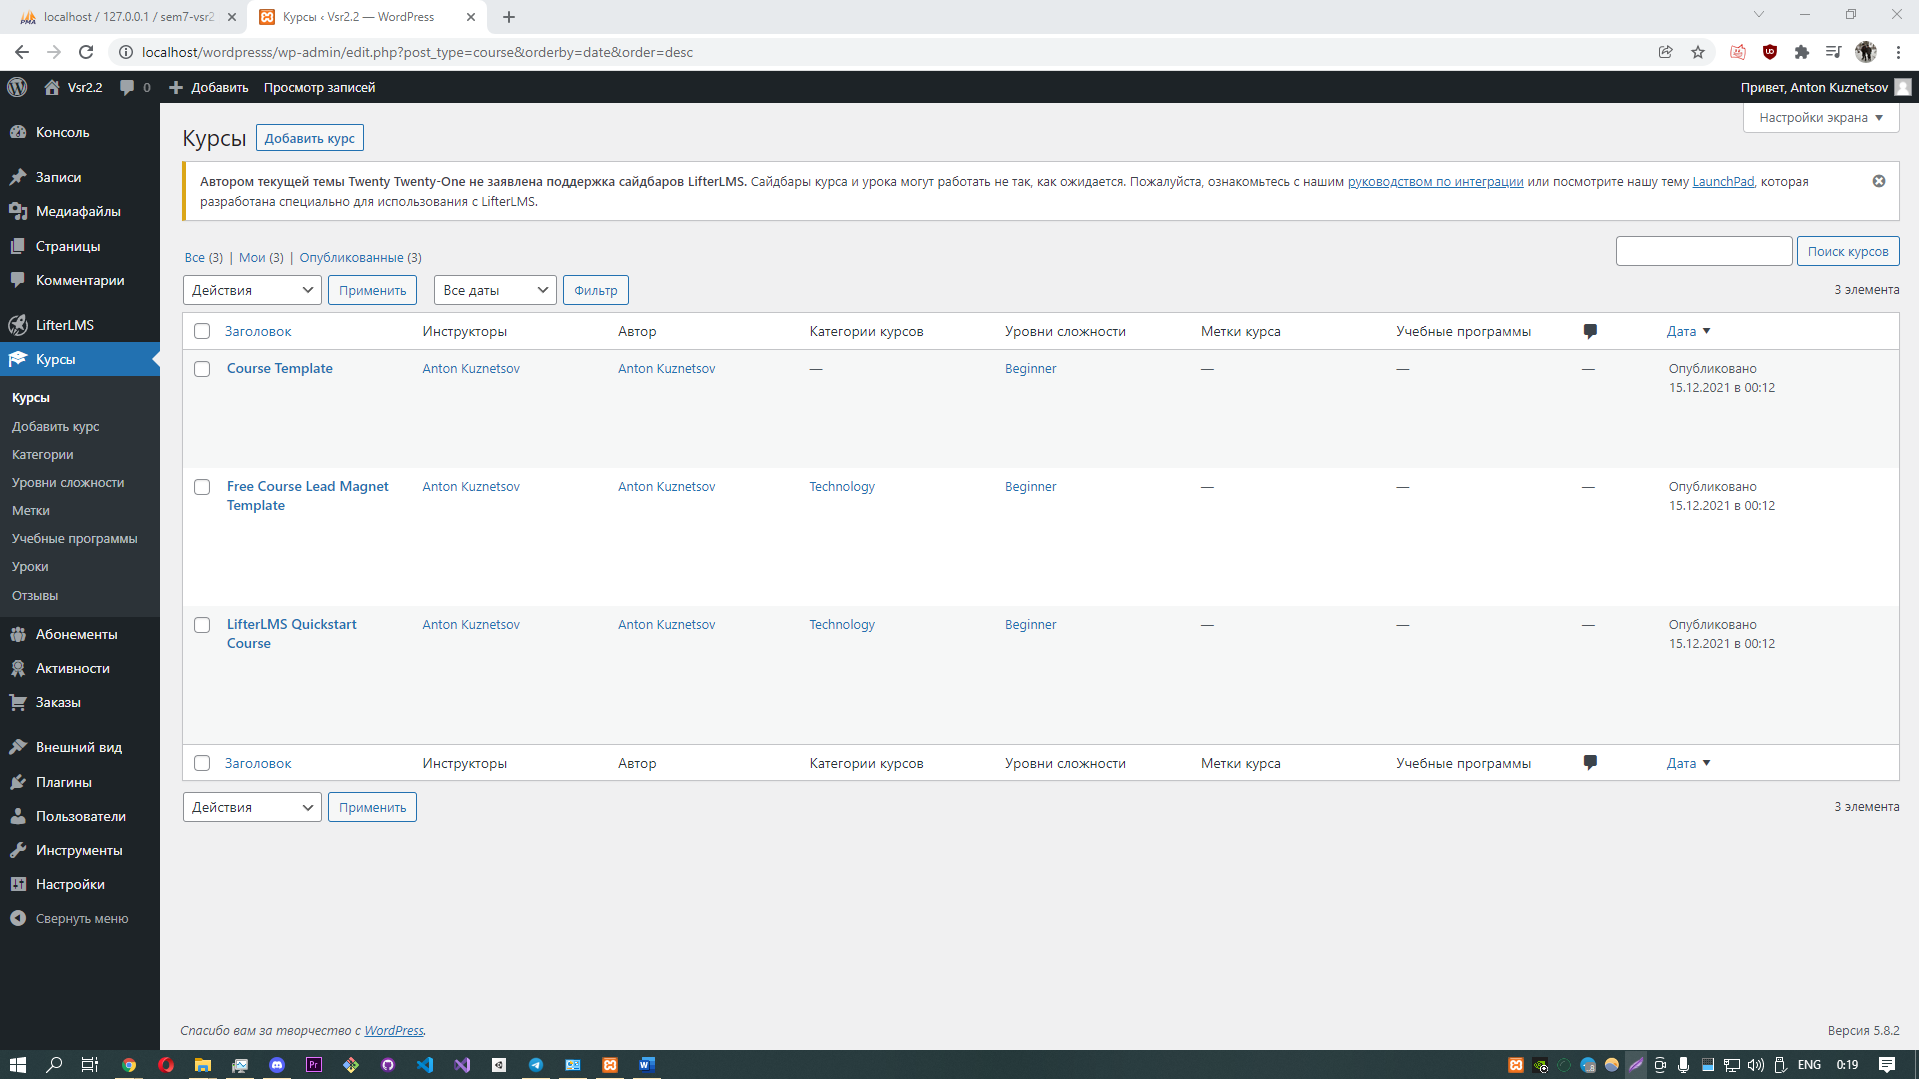 localhost / 127.0.0.1 / sem7-vsr2
Курсы ‹ Vsr2.2 — WordPress
localhost/wordpresss/wp-admin/edit.php?post_type=course&orderby=date&order=desc
Vsr2.2 0 Добавить Просмотр записей Привет, Anton Kuznetsov
Консоль
Записи
Медиафайлы
Страницы
Комментарии
LifterLMS
Курсы
Курсы
Добавить курс
Категории
Уровни сложности
Метки
Учебные программы
Уроки
Отзывы
Абонементы
Активности
Заказы
Внешний вид
Плагины
Пользователи
Инструменты
Настройки
Свернуть меню
Настройки экрана
Курсы Добавить курс
Автором текущей темы Twenty Twenty-One не заявлена поддержка сайдбаров LifterLMS. Сайдбары курса и урока могут работать не так, как ожидается. Пожалуйста, ознакомьтесь с нашим руководством по интеграции или посмотрите нашу тему LaunchPad, которая
разработана специально для использования с LifterLMS.
Все (3) | Мои (3) | Опубликованные (3)
Поиск курсов
Действия Применить Все даты Фильтр 3 элемента
Заголовок Инструкторы Автор Категории курсов Уровни сложности Метки курса Учебные программы Дата
Course Template Anton Kuznetsov Anton Kuznetsov — Beginner — — — Опубликовано
15.12.2021 в 00:12
Free Course Lead Magnet Anton Kuznetsov Anton Kuznetsov Technology Beginner — — — Опубликовано
Template 15.12.2021 в 00:12
LifterLMS Quickstart Anton Kuznetsov Anton Kuznetsov Technology Beginner — — — Опубликовано
Course 15.12.2021 в 00:12
Заголовок Инструкторы Автор Категории курсов Уровни сложности Метки курса Учебные программы Дата
Действия Применить 3 элемента
Спасибо вам за творчество с WordPress. Версия 5.8.2
ENG 0:19